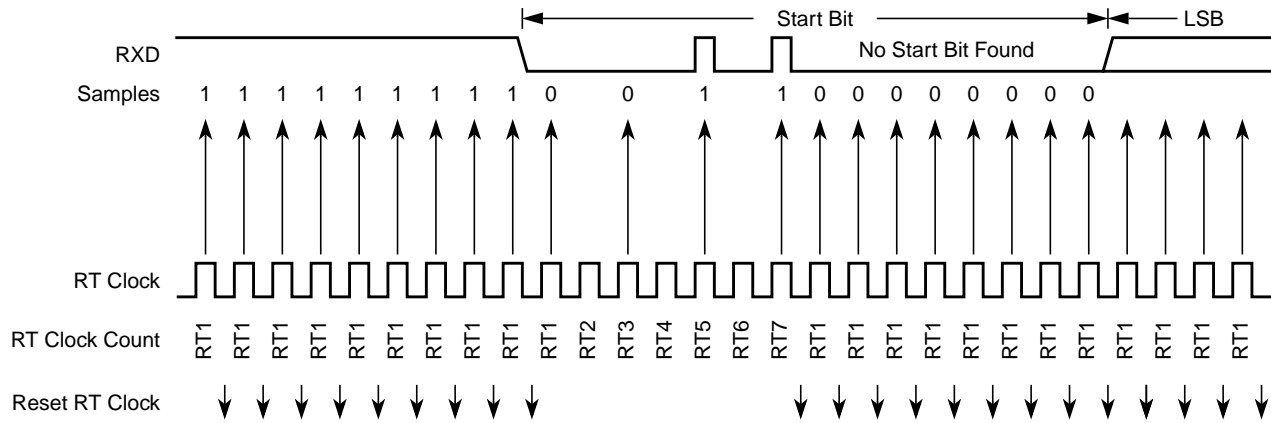 Start Bit LSB
RXD No Start Bit Found
Samples 1 1 1 1 1 1 1 1 1 0 0 1 1 0 0 0 0 0 0 0 0
RT Clock
RT Clock Count RT1 RT1 RT1 RT1 RT1 RT1 RT1 RT1 RT1 RT1 RT2 RT3 RT4 RT5 RT6 RT7 RT1 RT1 RT1 RT1 RT1 RT1 RT1 RT1 RT1 RT1 RT1 RT1
Reset RT Clock